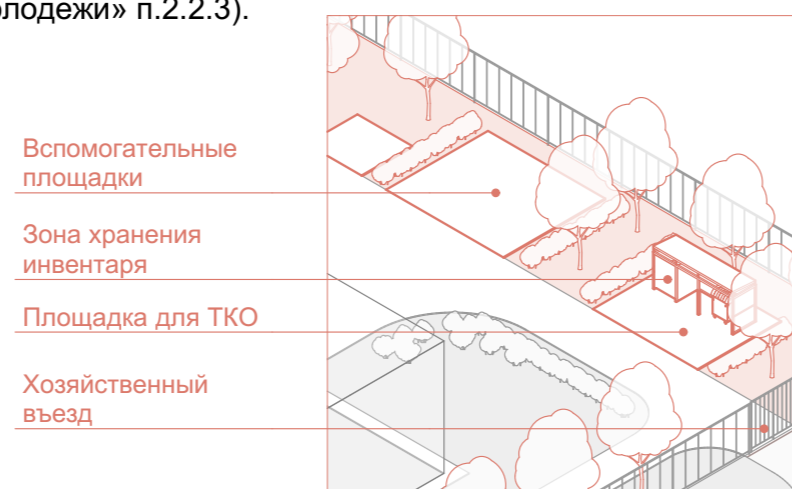 олодежи» п.2.2.3).
Вспомогательные
площадки
Зона хранения
инвентаря
Площадка для ТКО
Хозяйственный
въезд